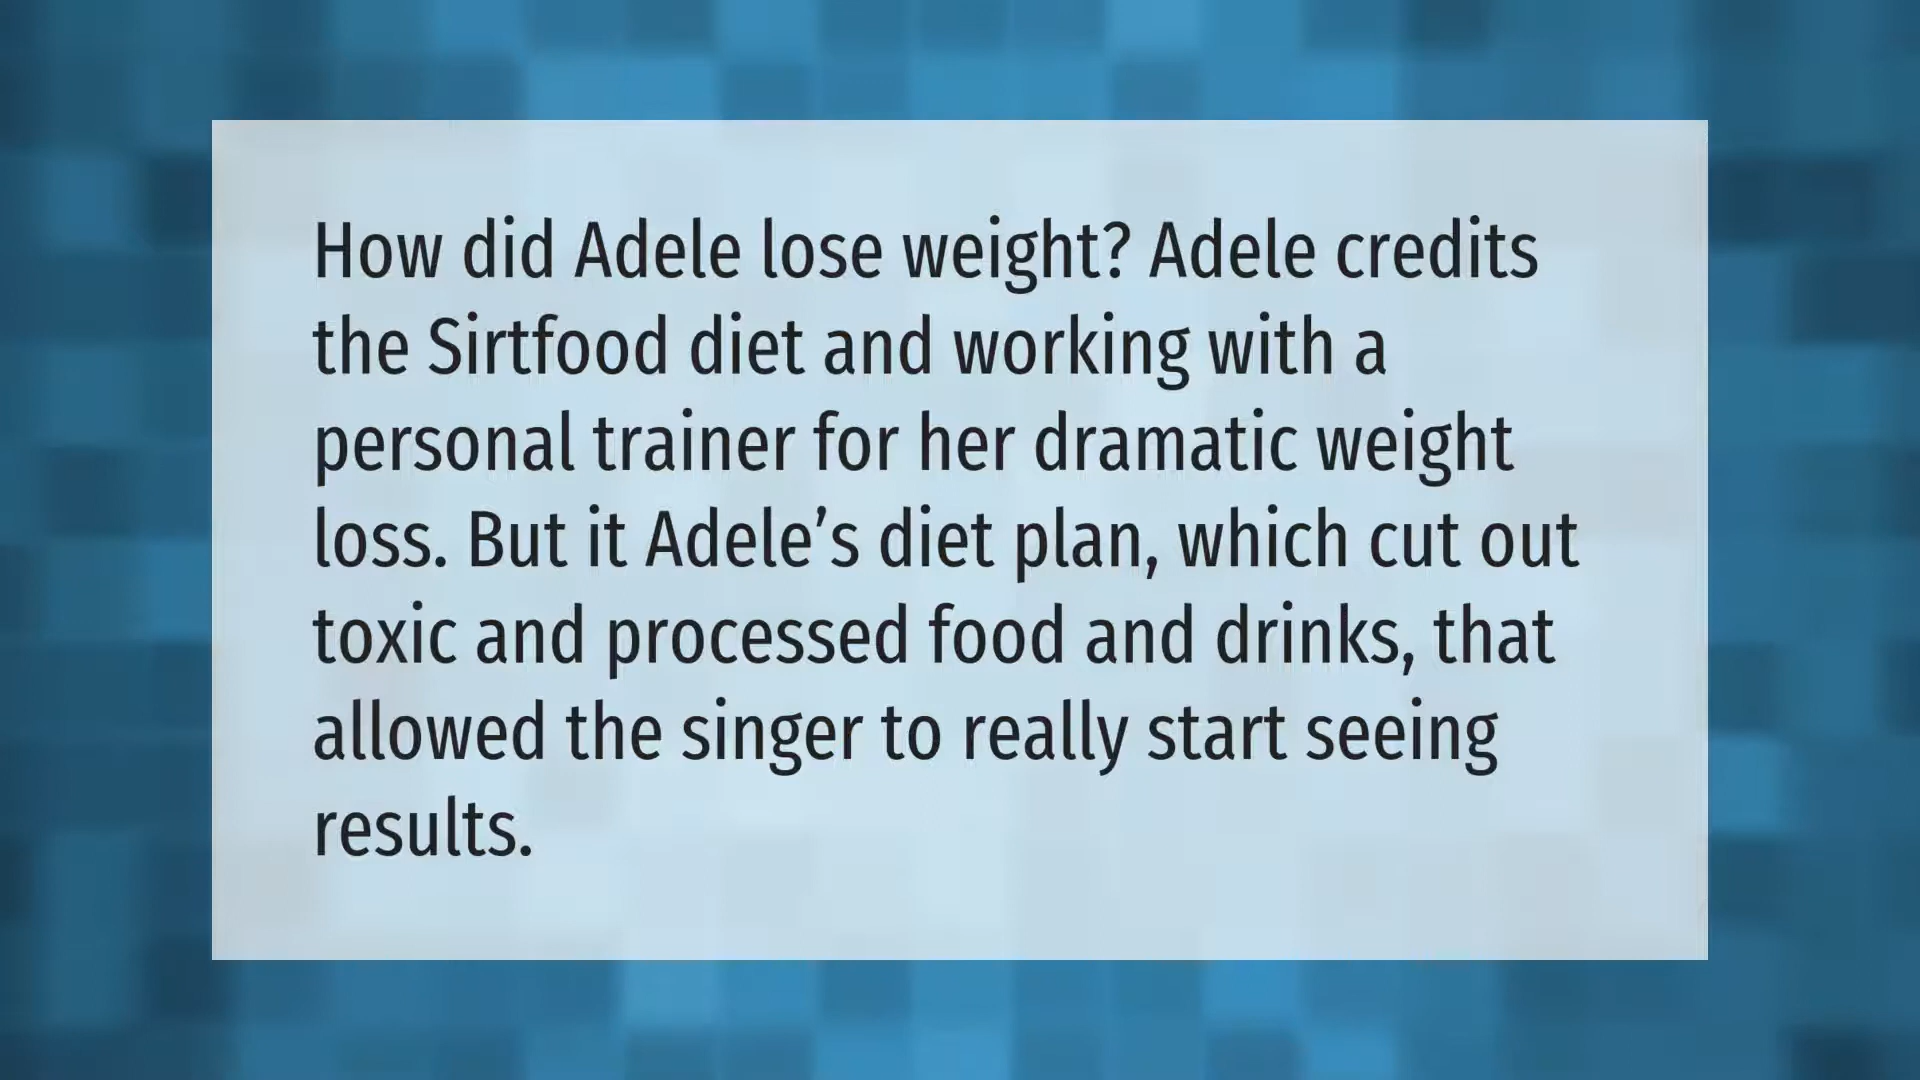 How did Adele lose weight? Adele credits
the Sirtfood diet and working with a
personal trainer for her dramatic weight
loss. But it Adele’s diet plan, which cut out
toxic and processed food and drinks, that
allowed the singer to really start seeing
results.